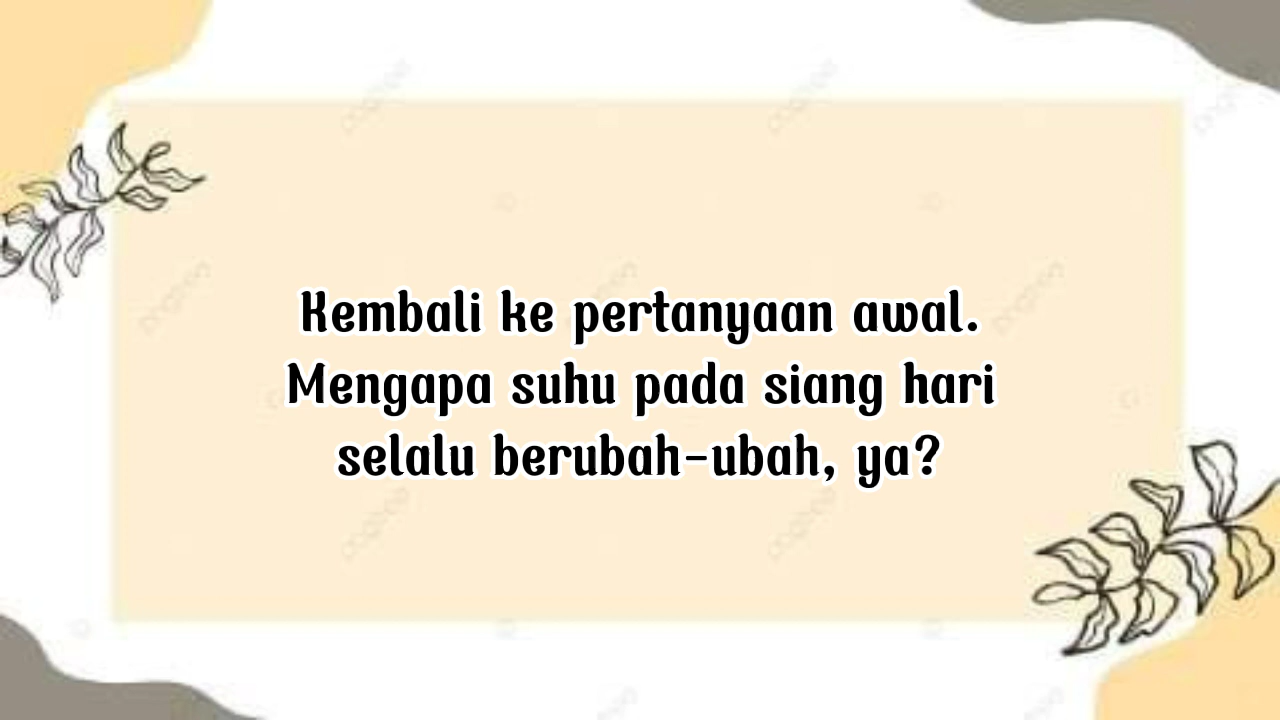 Kembali ke pertanyaan awal.
Mengapa suhu pada siang hari
selalu berubah-ubah, ya?